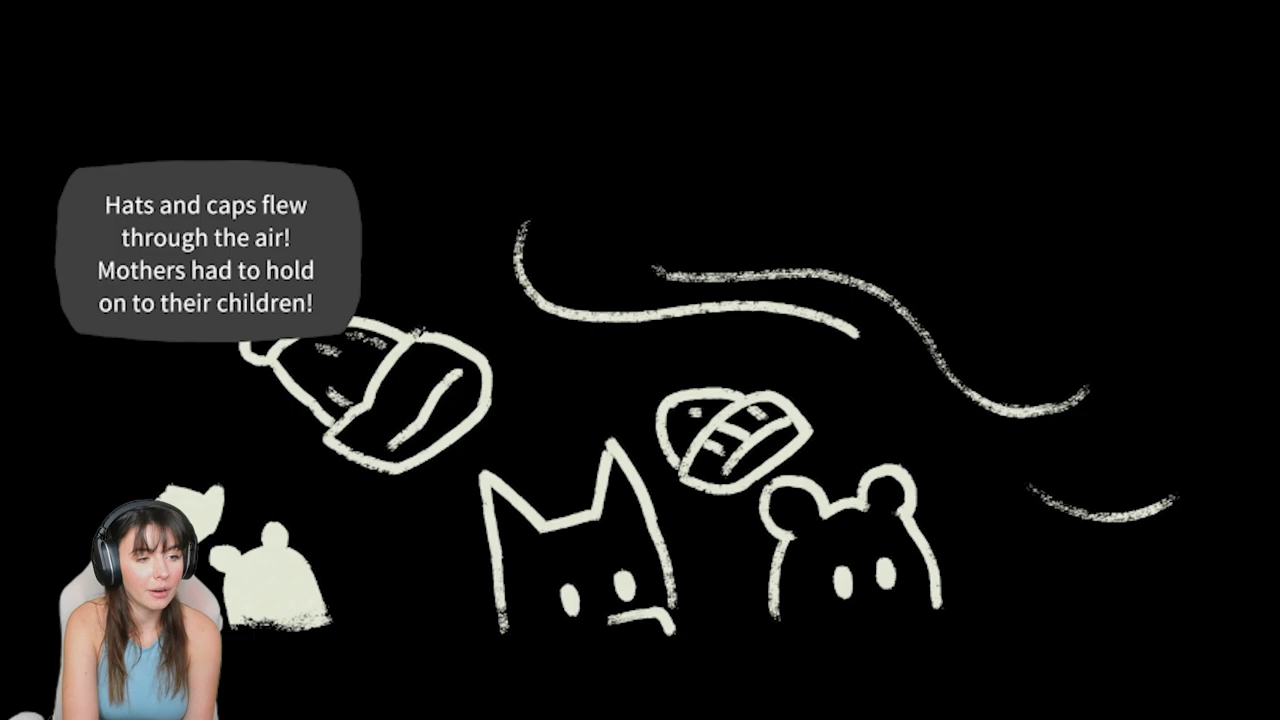 Hats and caps flew
through the air!
Mothers had to hold
on to their children!